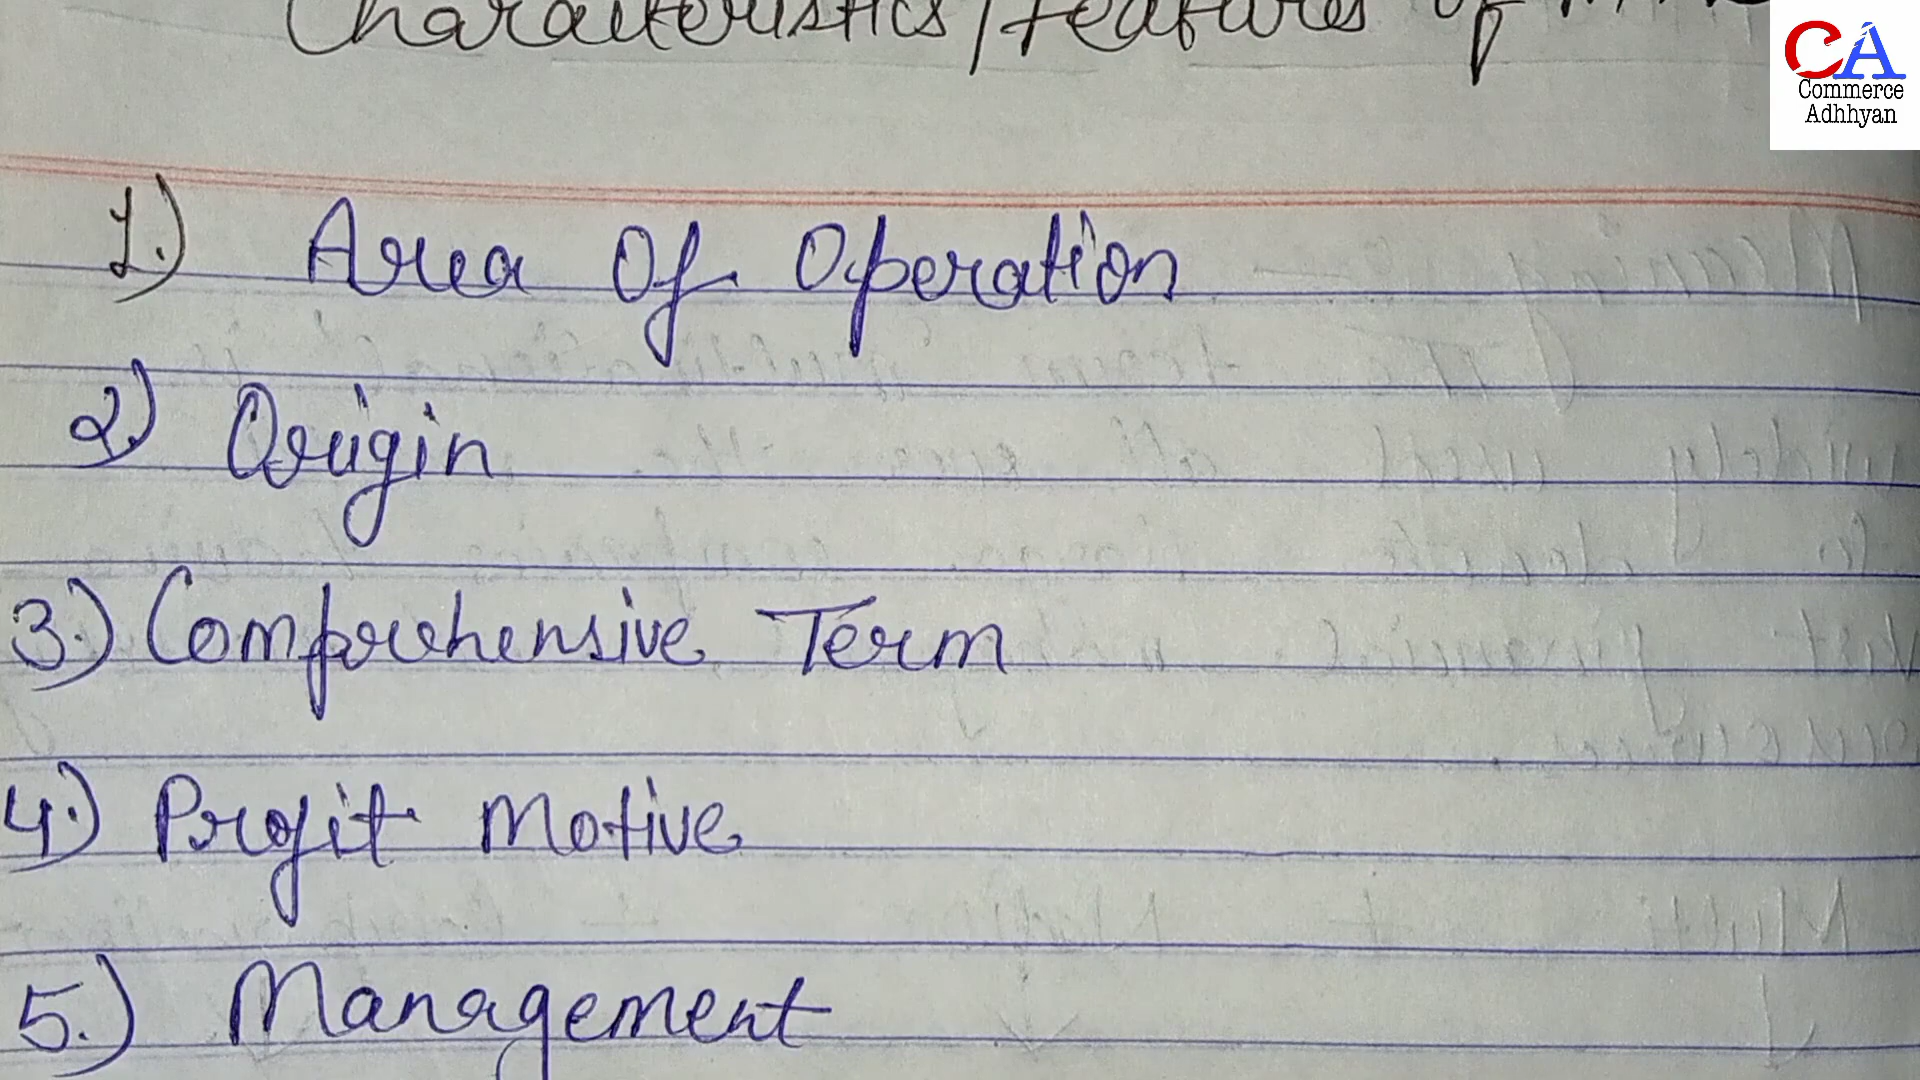 Characteristics/Features of
CA
Commerce
Adhhyan
1.) Area Of Operation
2.) Origin
3.) Comprehensive Term
4.) Profit Motive
5.) Management